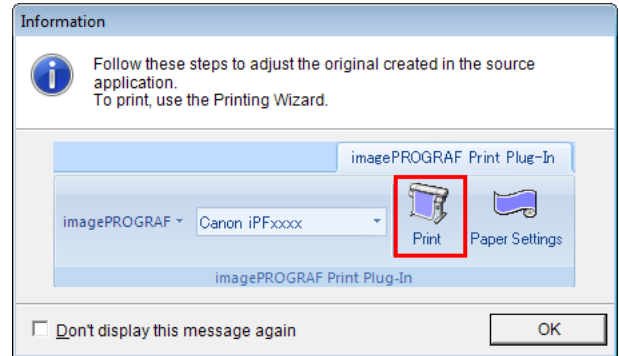 Information
Follow these steps to adjust the original created in the source
application.
To print, use the Printing Wizard.
imagePROGRAF Print Plug-In
imagePROGRAF
Canon iPFxxxx
Print
Paper Settings
imagePROGRAF Print Plug-In
Don't display this message again
OK